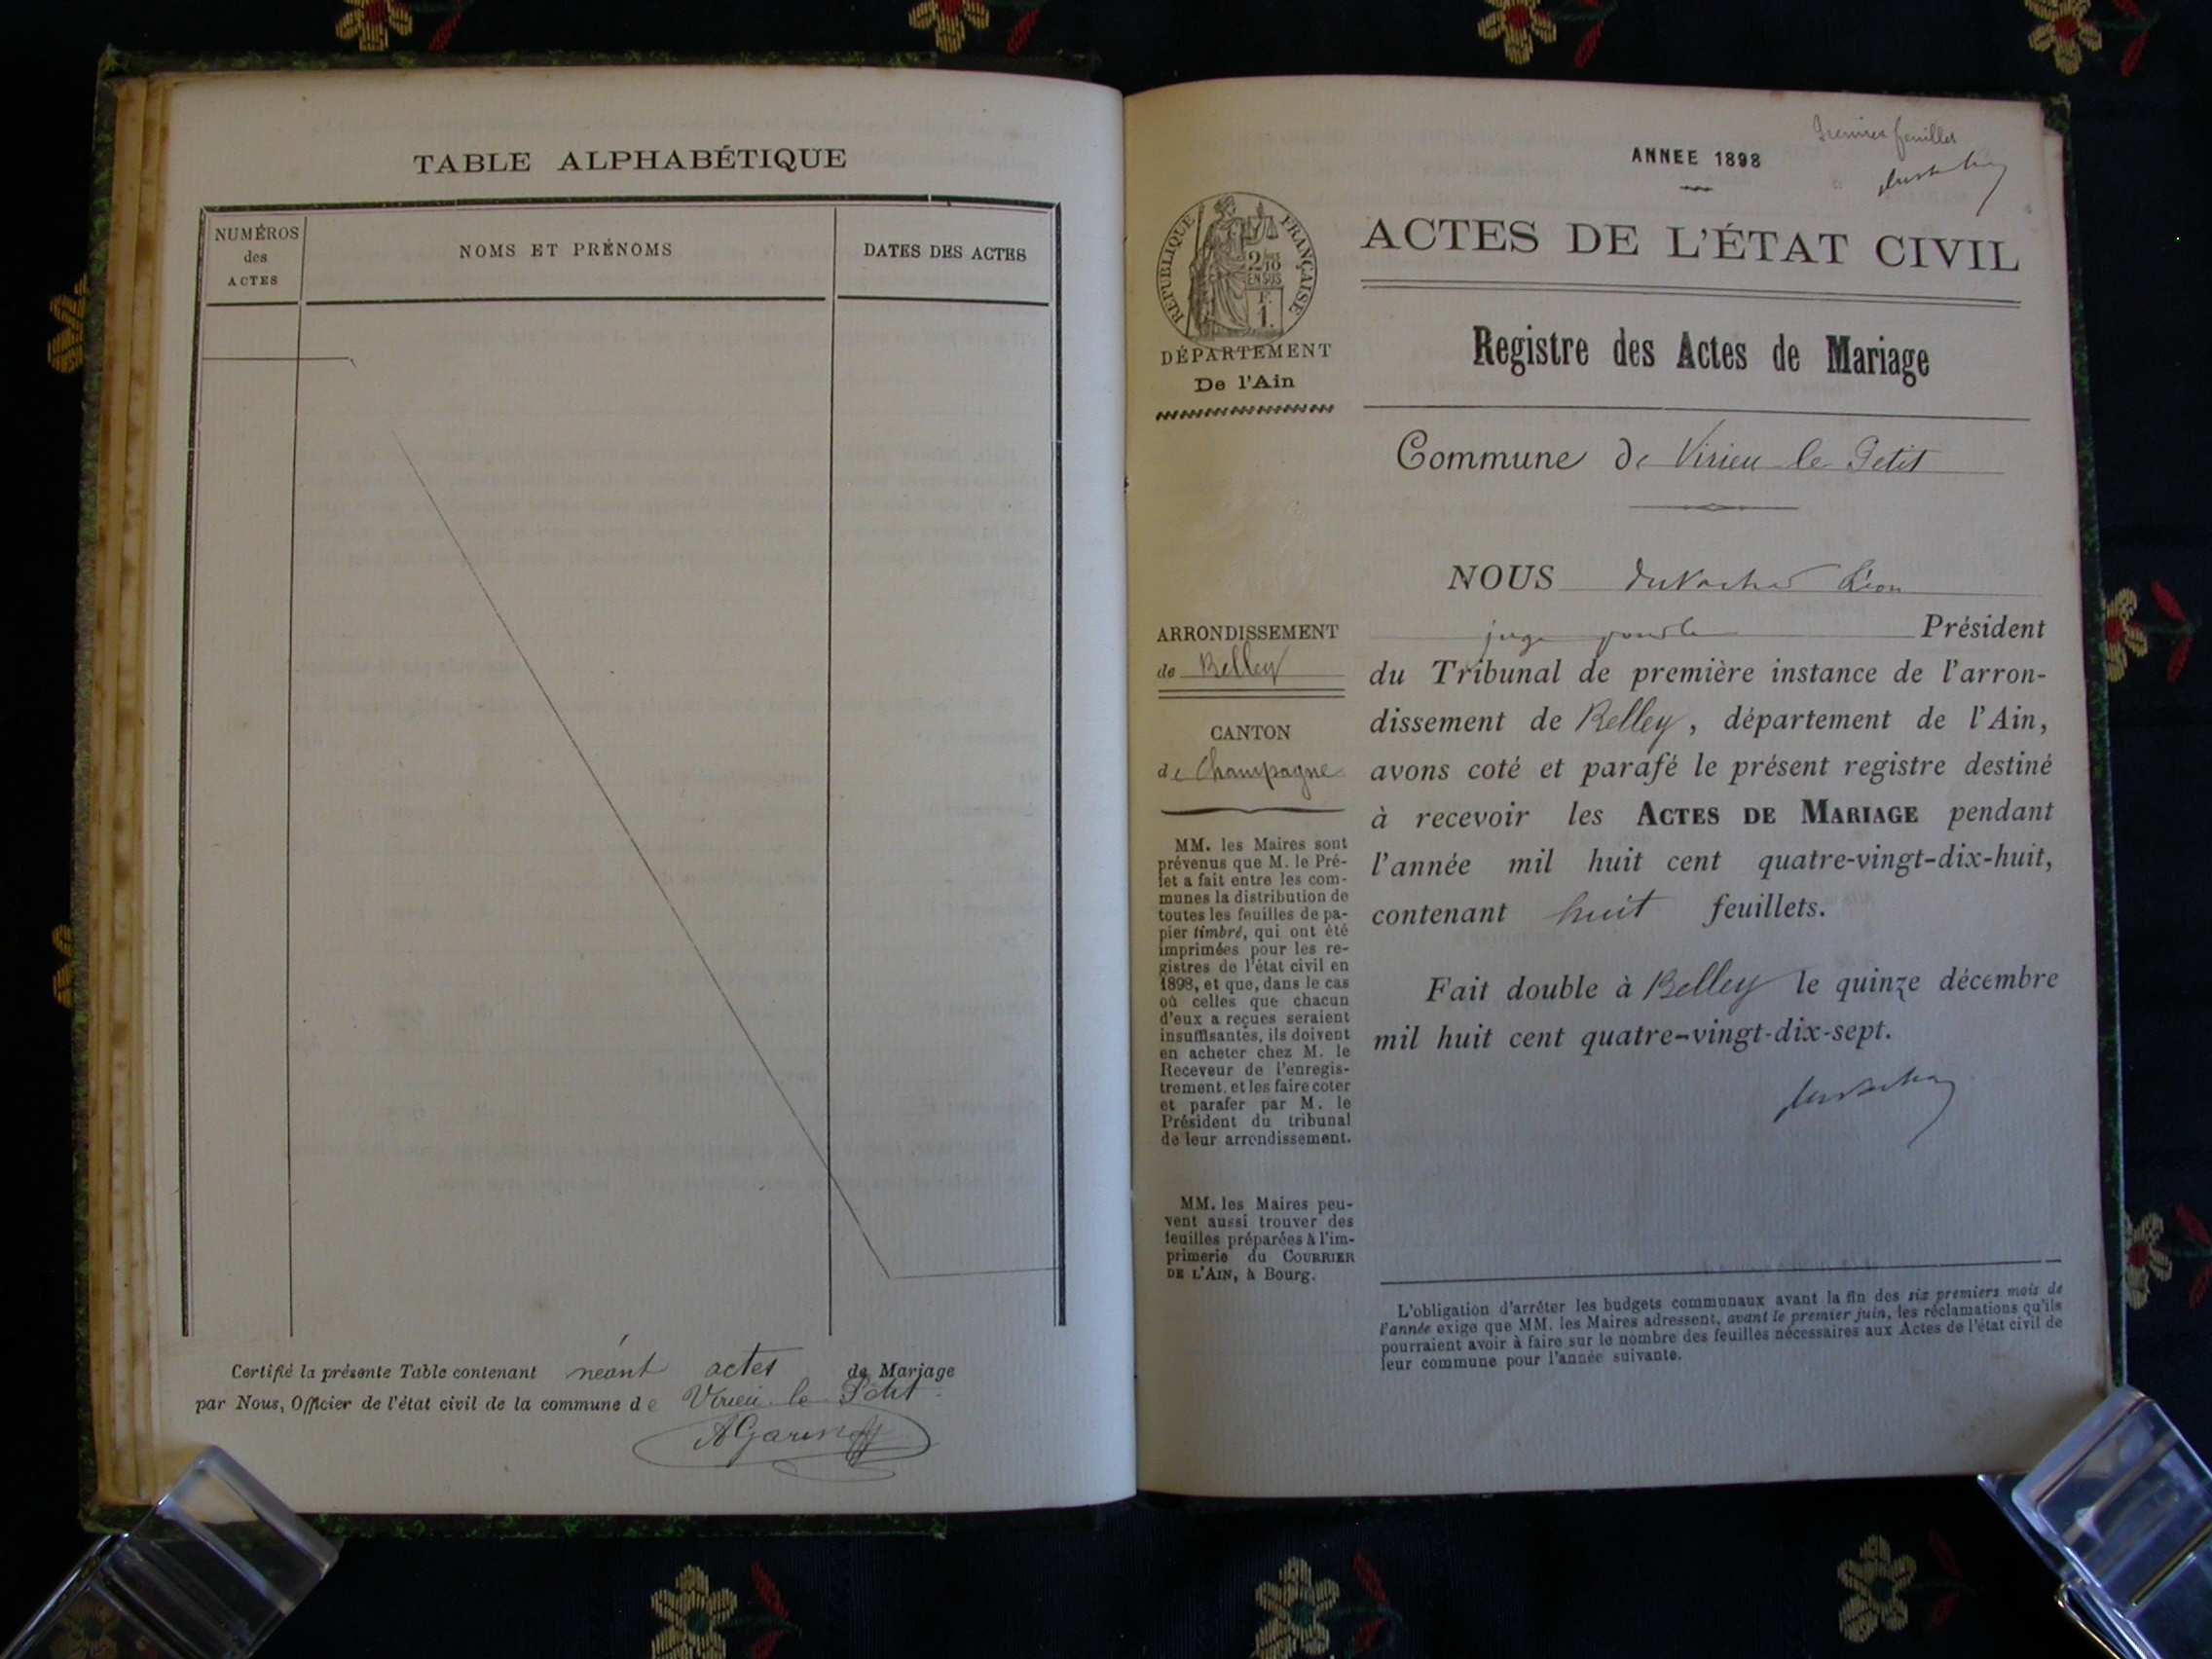 TABLE ALPHABÉTIQUE
NUMÉROS
des
ACTES
NOMS ET PRÉNOMS
DATES DES ACTES
Certifié la présente Table contenant néant actes de Mariage
par Nous, Officier de l'état civil de la commune de Virieu le Petit
ANNEE 1898
RÉPUBLIQUE FRANÇAISE
2/10
EN SUS
1.
DÉPARTEMENT
De l'Ain
ACTES DE L'ÉTAT CIVIL
Registre des Actes de Mariage
Commune de Virieu le Petit
ARRONDISSEMENT
de Belley
CANTON
de Champagne
MM. les Maires sont
prévenus que M. le Pré-
fet a fait entre les com-
munes la distribution de
toutes les feuilles de pa-
pier timbré, qui ont été
imprimées pour les re-
gistres de l'état civil en
1898, et que, dans le cas
où celles que chacun
d'eux a reçues seraient
insuffisantes, ils doivent
en acheter chez M. le
Receveur de l'enregis-
trement, et les faire coter
et parafer par M. le
Président du tribunal
de leur arrondissement.
MM. les Maires peu-
vent aussi trouver des
feuilles préparées à l'im-
primerie du COURRIER
DE L'AIN, à Bourg.
NOUS Léon
juge pour le Président
du Tribunal de première instance de l'arron-
dissement de Belley, département de l'Ain,
avons coté et parafé le présent registre destiné
à recevoir les ACTES DE MARIAGE pendant
l'année mil huit cent quatre-vingt-dix-huit,
contenant huit feuillets.
Fait double à Belley le quinze décembre
mil huit cent quatre-vingt-dix-sept.
L'obligation d'arrêter les budgets communaux avant la fin des six premiers mois de
l'année exige que MM. les Maires adressent, avant le premier juin, les réclamations qu'ils
pourraient avoir à faire sur le nombre des feuilles nécessaires aux Actes de l'état civil de
leur commune pour l'année suivante.